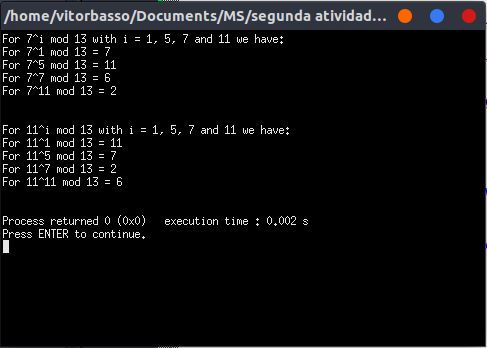 /home/vitorbasso/Documents/MS/segunda atividad...
For 7^i mod 13 with i = 1, 5, 7 and 11 we have:
For 7^1 mod 13 = 7
For 7^5 mod 13 = 11
For 7^7 mod 13 = 6
For 7^11 mod 13 = 2
For 11^i mod 13 with i = 1, 5, 7 and 11 we have:
For 11^1 mod 13 = 11
For 11^5 mod 13 = 7
For 11^7 mod 13 = 2
For 11^11 mod 13 = 6
Process returned 0 (0x0)   execution time : 0.002 s
Press ENTER to continue.